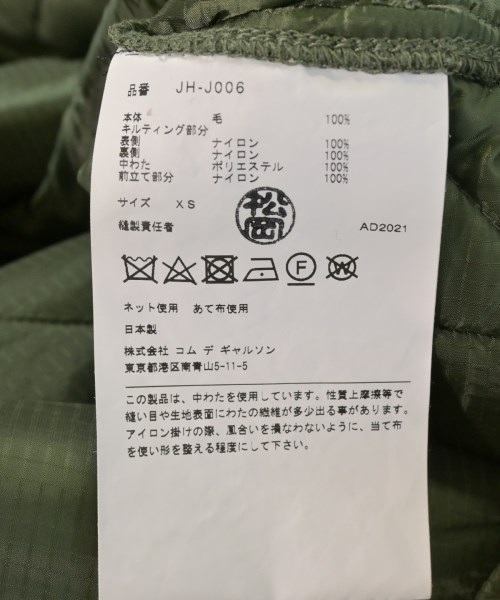 品番 JH-J006
本体 毛 100%
キルティング部分
表側 ナイロン 100%
裏側 ナイロン 100%
中わた ポリエステル 100%
前立て部分 ナイロン 100%
サイズ XS
松岡
縫製責任者 AD2021
F W
ネット使用 あて布使用
日本製
株式会社 コム デ ギャルソン
東京都港区南青山5-11-5
この製品は、中わたを使用しています。性質上摩擦等で
縫い目や生地表面にわたの繊維が多少出る事があります。
アイロン掛けの際、風合いを損なわないように、当て布
を使い形を整える程度にして下さい。